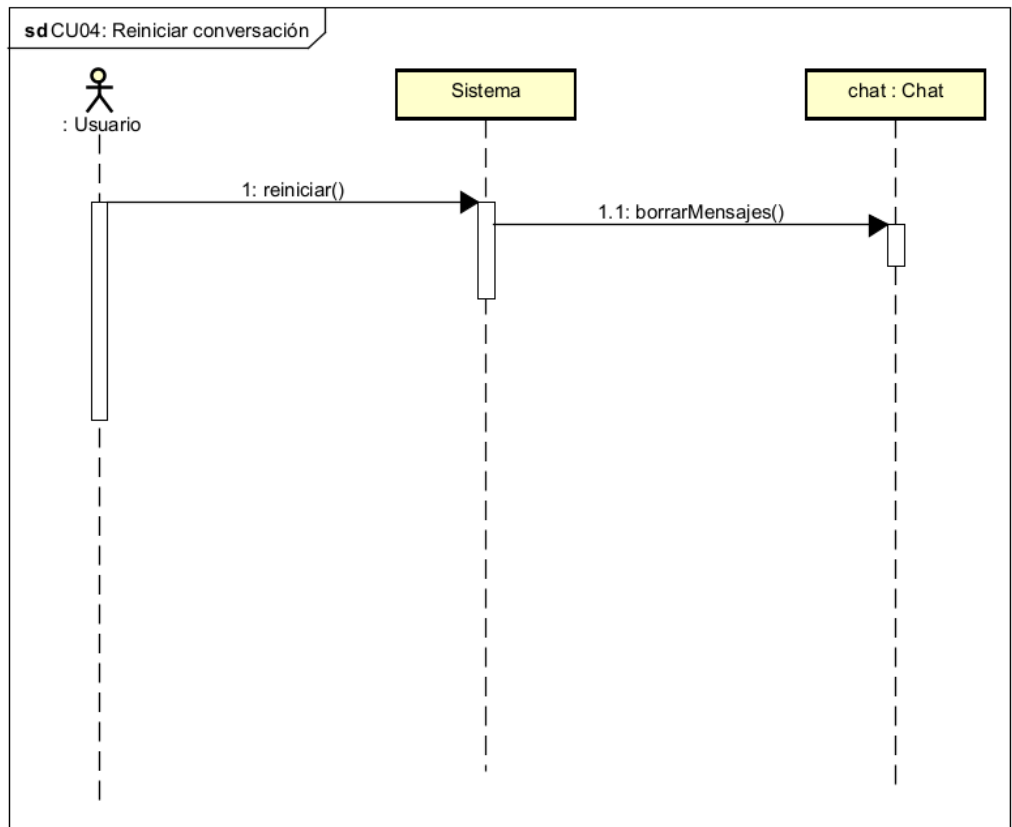 sd CU04: Reiniciar conversación
: Usuario
Sistema
chat : Chat
1: reiniciar()
1.1: borrarMensajes()